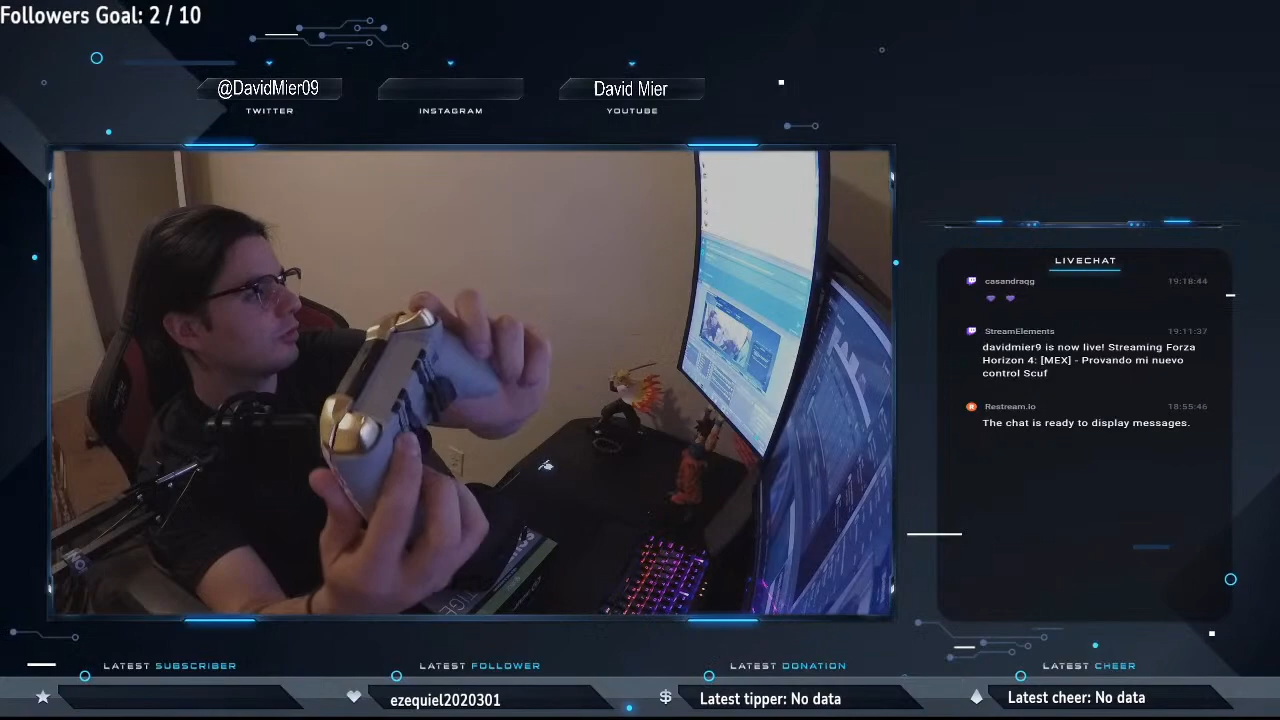 Followers Goal: 2 / 10
@DavidMier09
David Mier
TWITTER
INSTAGRAM
YOUTUBE
LIVECHAT
casandraqg 19:18:44
StreamElements 19:11:37
davidmier9 is now live! Streaming Forza
Horizon 4: [MEX] - Provando mi nuevo
control Scuf
Restream.io 18:55:46
The chat is ready to display messages.
LATEST SUBSCRIBER
LATEST FOLLOWER
LATEST DONATION
LATEST CHEER
ezequiel2020301
Latest tipper: No data
Latest cheer: No data